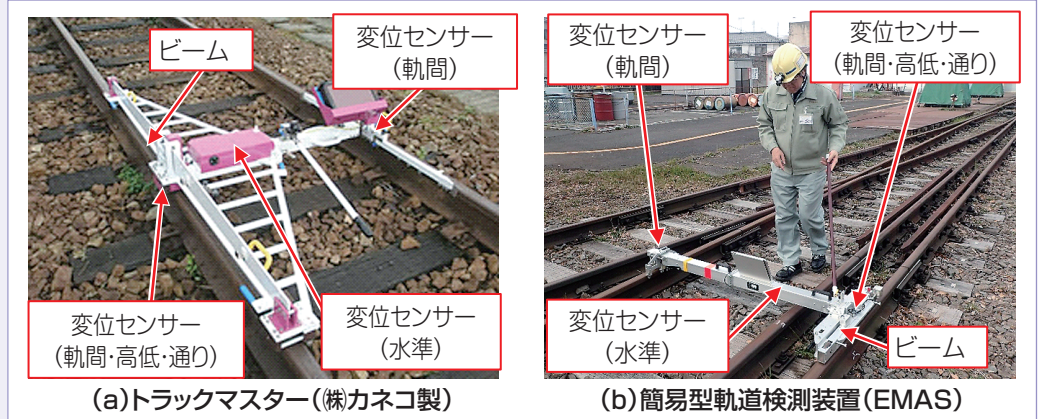 ビーム
変位センサー
(軌間)
変位センサー
(軌間・高低・通り)
変位センサー
(水準)
(a)トラックマスター(㈱カネコ製)
変位センサー
(軌間)
変位センサー
(軌間・高低・通り)
変位センサー
(水準)
ビーム
(b)簡易型軌道検測装置(EMAS)